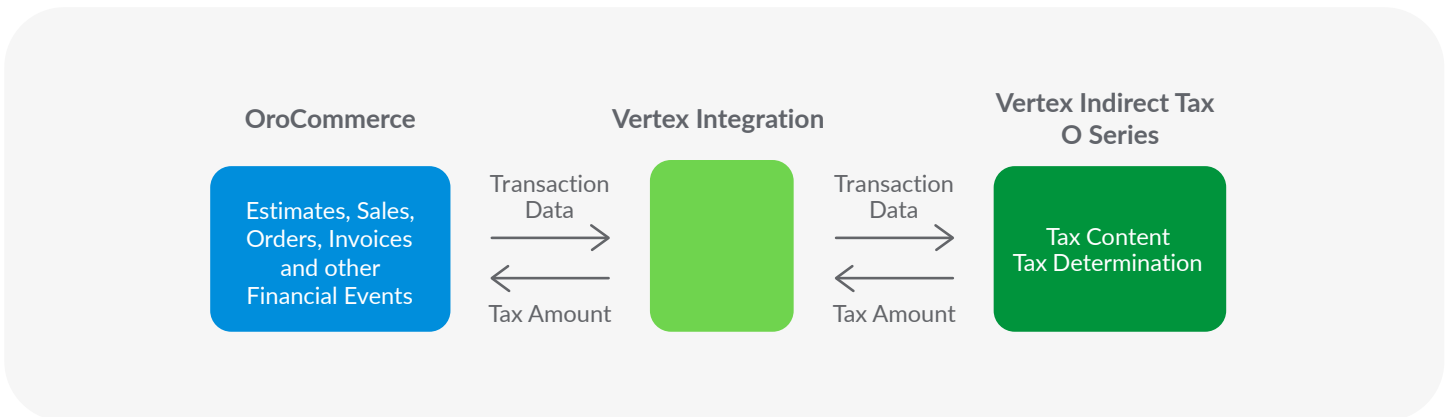 OroCommerce
Vertex Integration
Vertex Indirect Tax
O Series
Estimates, Sales,
Orders, Invoices
and other
Financial Events
Transaction
Data
Tax Amount
Transaction
Data
Tax Amount
Tax Content
Tax Determination